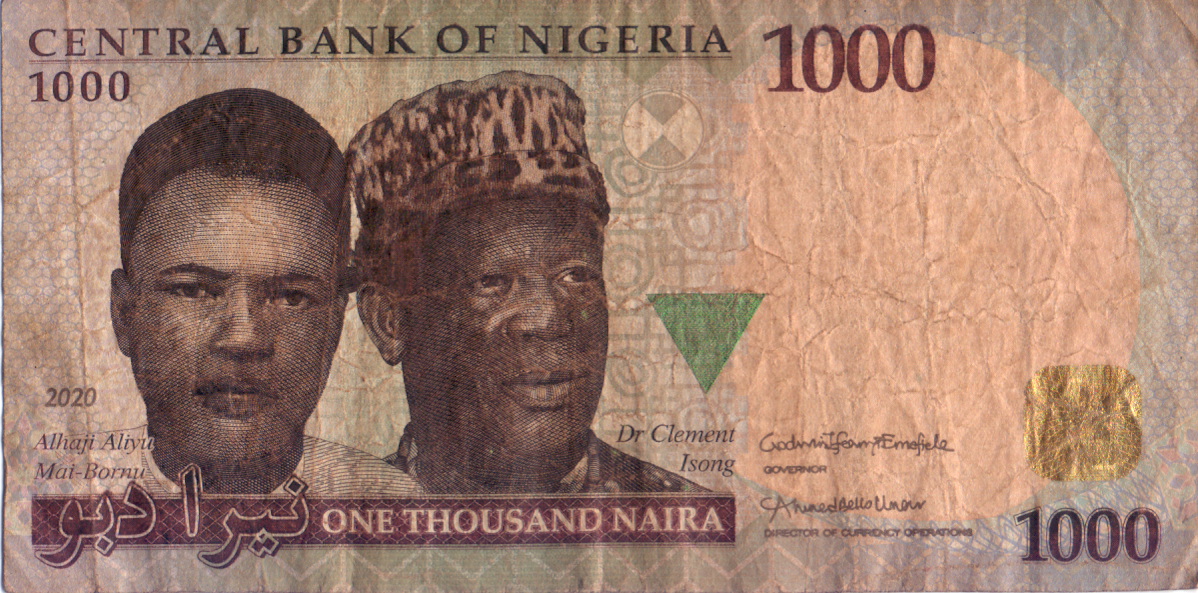 CENTRAL BANK OF NIGERIA
1000
1000
2020
Alhaji Aliyu
Mai-Bornu
Dr Clement
Isong
Godwin Ifeanyi Emefiele
GOVERNOR
Ahmed Bello Umar
DIRECTOR OF CURRENCY OPERATIONS
نيرا دبو
ONE THOUSAND NAIRA
1000